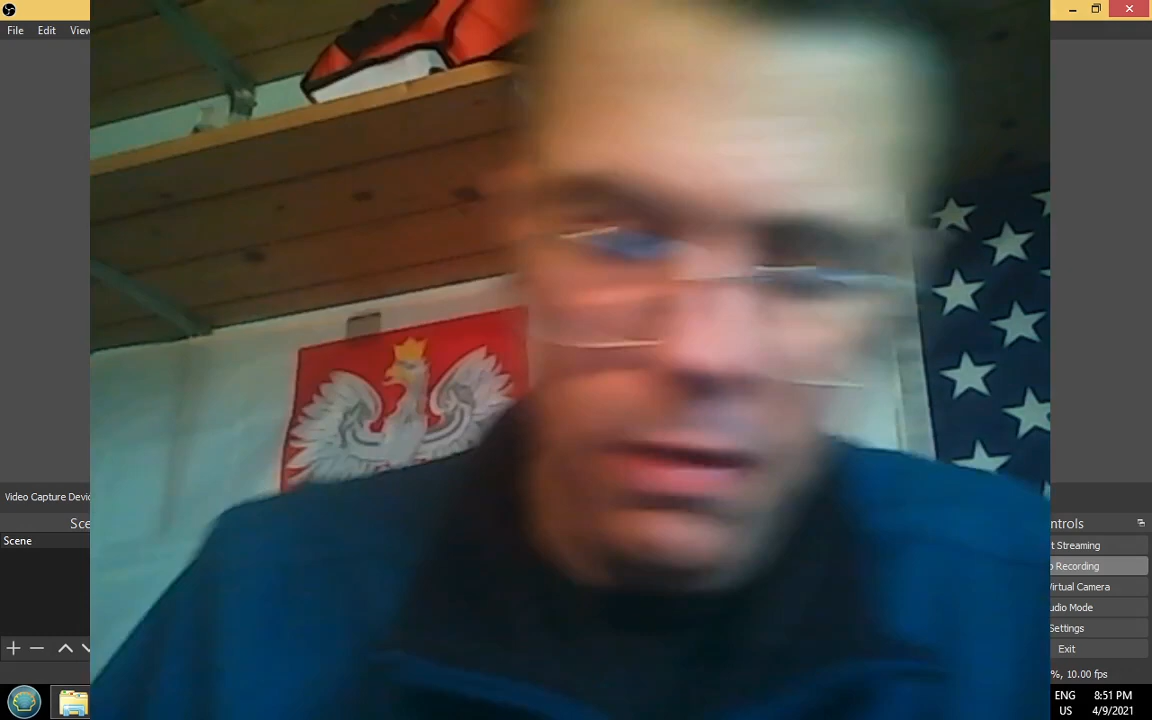 File Edit View
Video Capture Devi
Sce
ntrols
Scene
t Streaming
p Recording
Virtual Camera
udio Mode
Settings
Exit
%, 10.00 fps
ENG
US
8:51 PM
4/9/2021